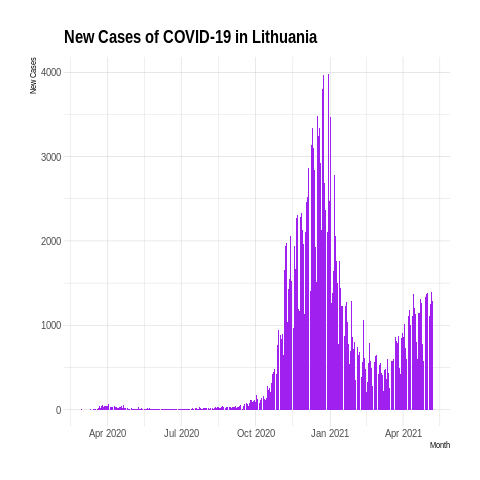 New Cases of COVID-19 in Lithuania
New Cases
4000
3000
2000
1000
0
Apr 2020
Jul 2020
Oct 2020
Jan 2021
Apr 2021
Month